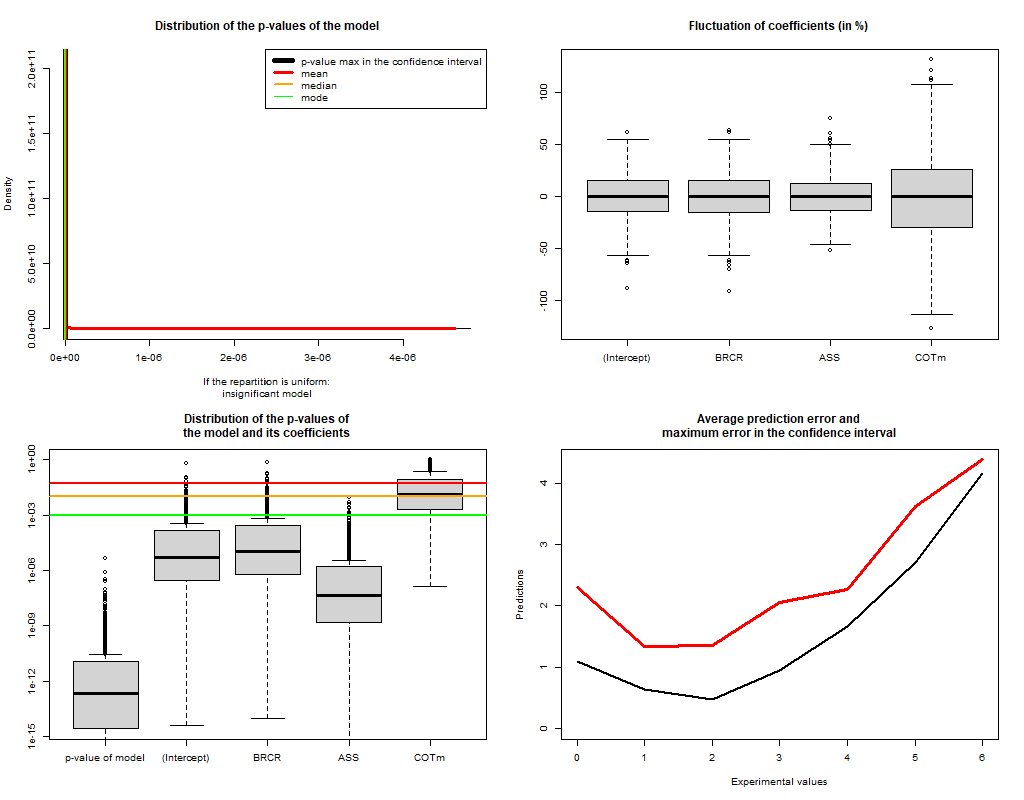 Distribution of the p-values of the model
2.0e+11
1.5e+11
1.0e+11
5.0e+10
0.0e+00
Density
p-value max in the confidence interval
mean
median
mode
0e+00 1e-06 2e-06 3e-06 4e-06
If the repartition is uniform:
insignificant model
Fluctuation of coefficients (in %)
100
50
0
-50
-100
(Intercept) BRCR ASS COTm
Distribution of the p-values of
the model and its coefficients
1e+00
1e-03
1e-06
1e-09
1e-12
1e-15
p-value of model (Intercept) BRCR ASS COTm
Average prediction error and
maximum error in the confidence interval
4
3
2
1
0
Predictions
0 1 2 3 4 5 6
Experimental values